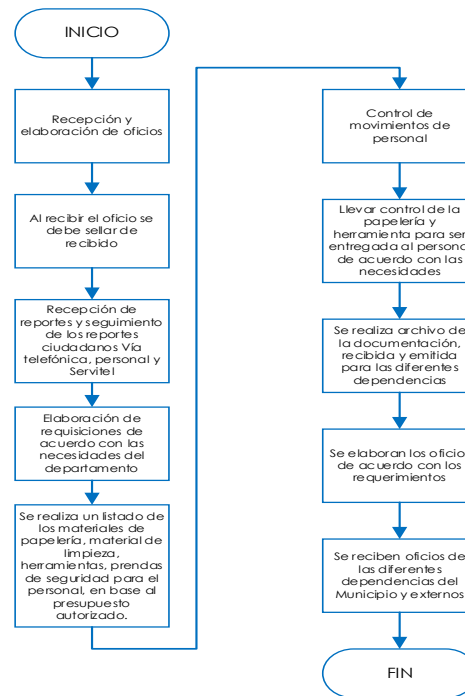 INICIO
Recepción y
elaboración de oficios
Al recibir el oficio se
debe sellar de
recibido
Recepción de
reportes y seguimiento
de los reportes
ciudadanos Vía
telefónica, personal y
Servitel
Elaboración de
requisiciones de
acuerdo con las
necesidades del
departamento
Se realiza un listado de
los materiales de
papelería, material de
limpieza,
herramientas, prendas
de seguridad para el
personal, en base al
presupuesto
autorizado.
Control de
movimientos de
personal
Llevar control de la
papelería y
herramienta para ser
entregada al personal
de acuerdo con las
necesidades
Se realiza archivo de
la documentación,
recibida y emitida
para las diferentes
dependencias
Se elaboran los oficios
de acuerdo con los
requerimientos
Se reciben oficios de
las diferentes
dependencias del
Municipio y externos
FIN